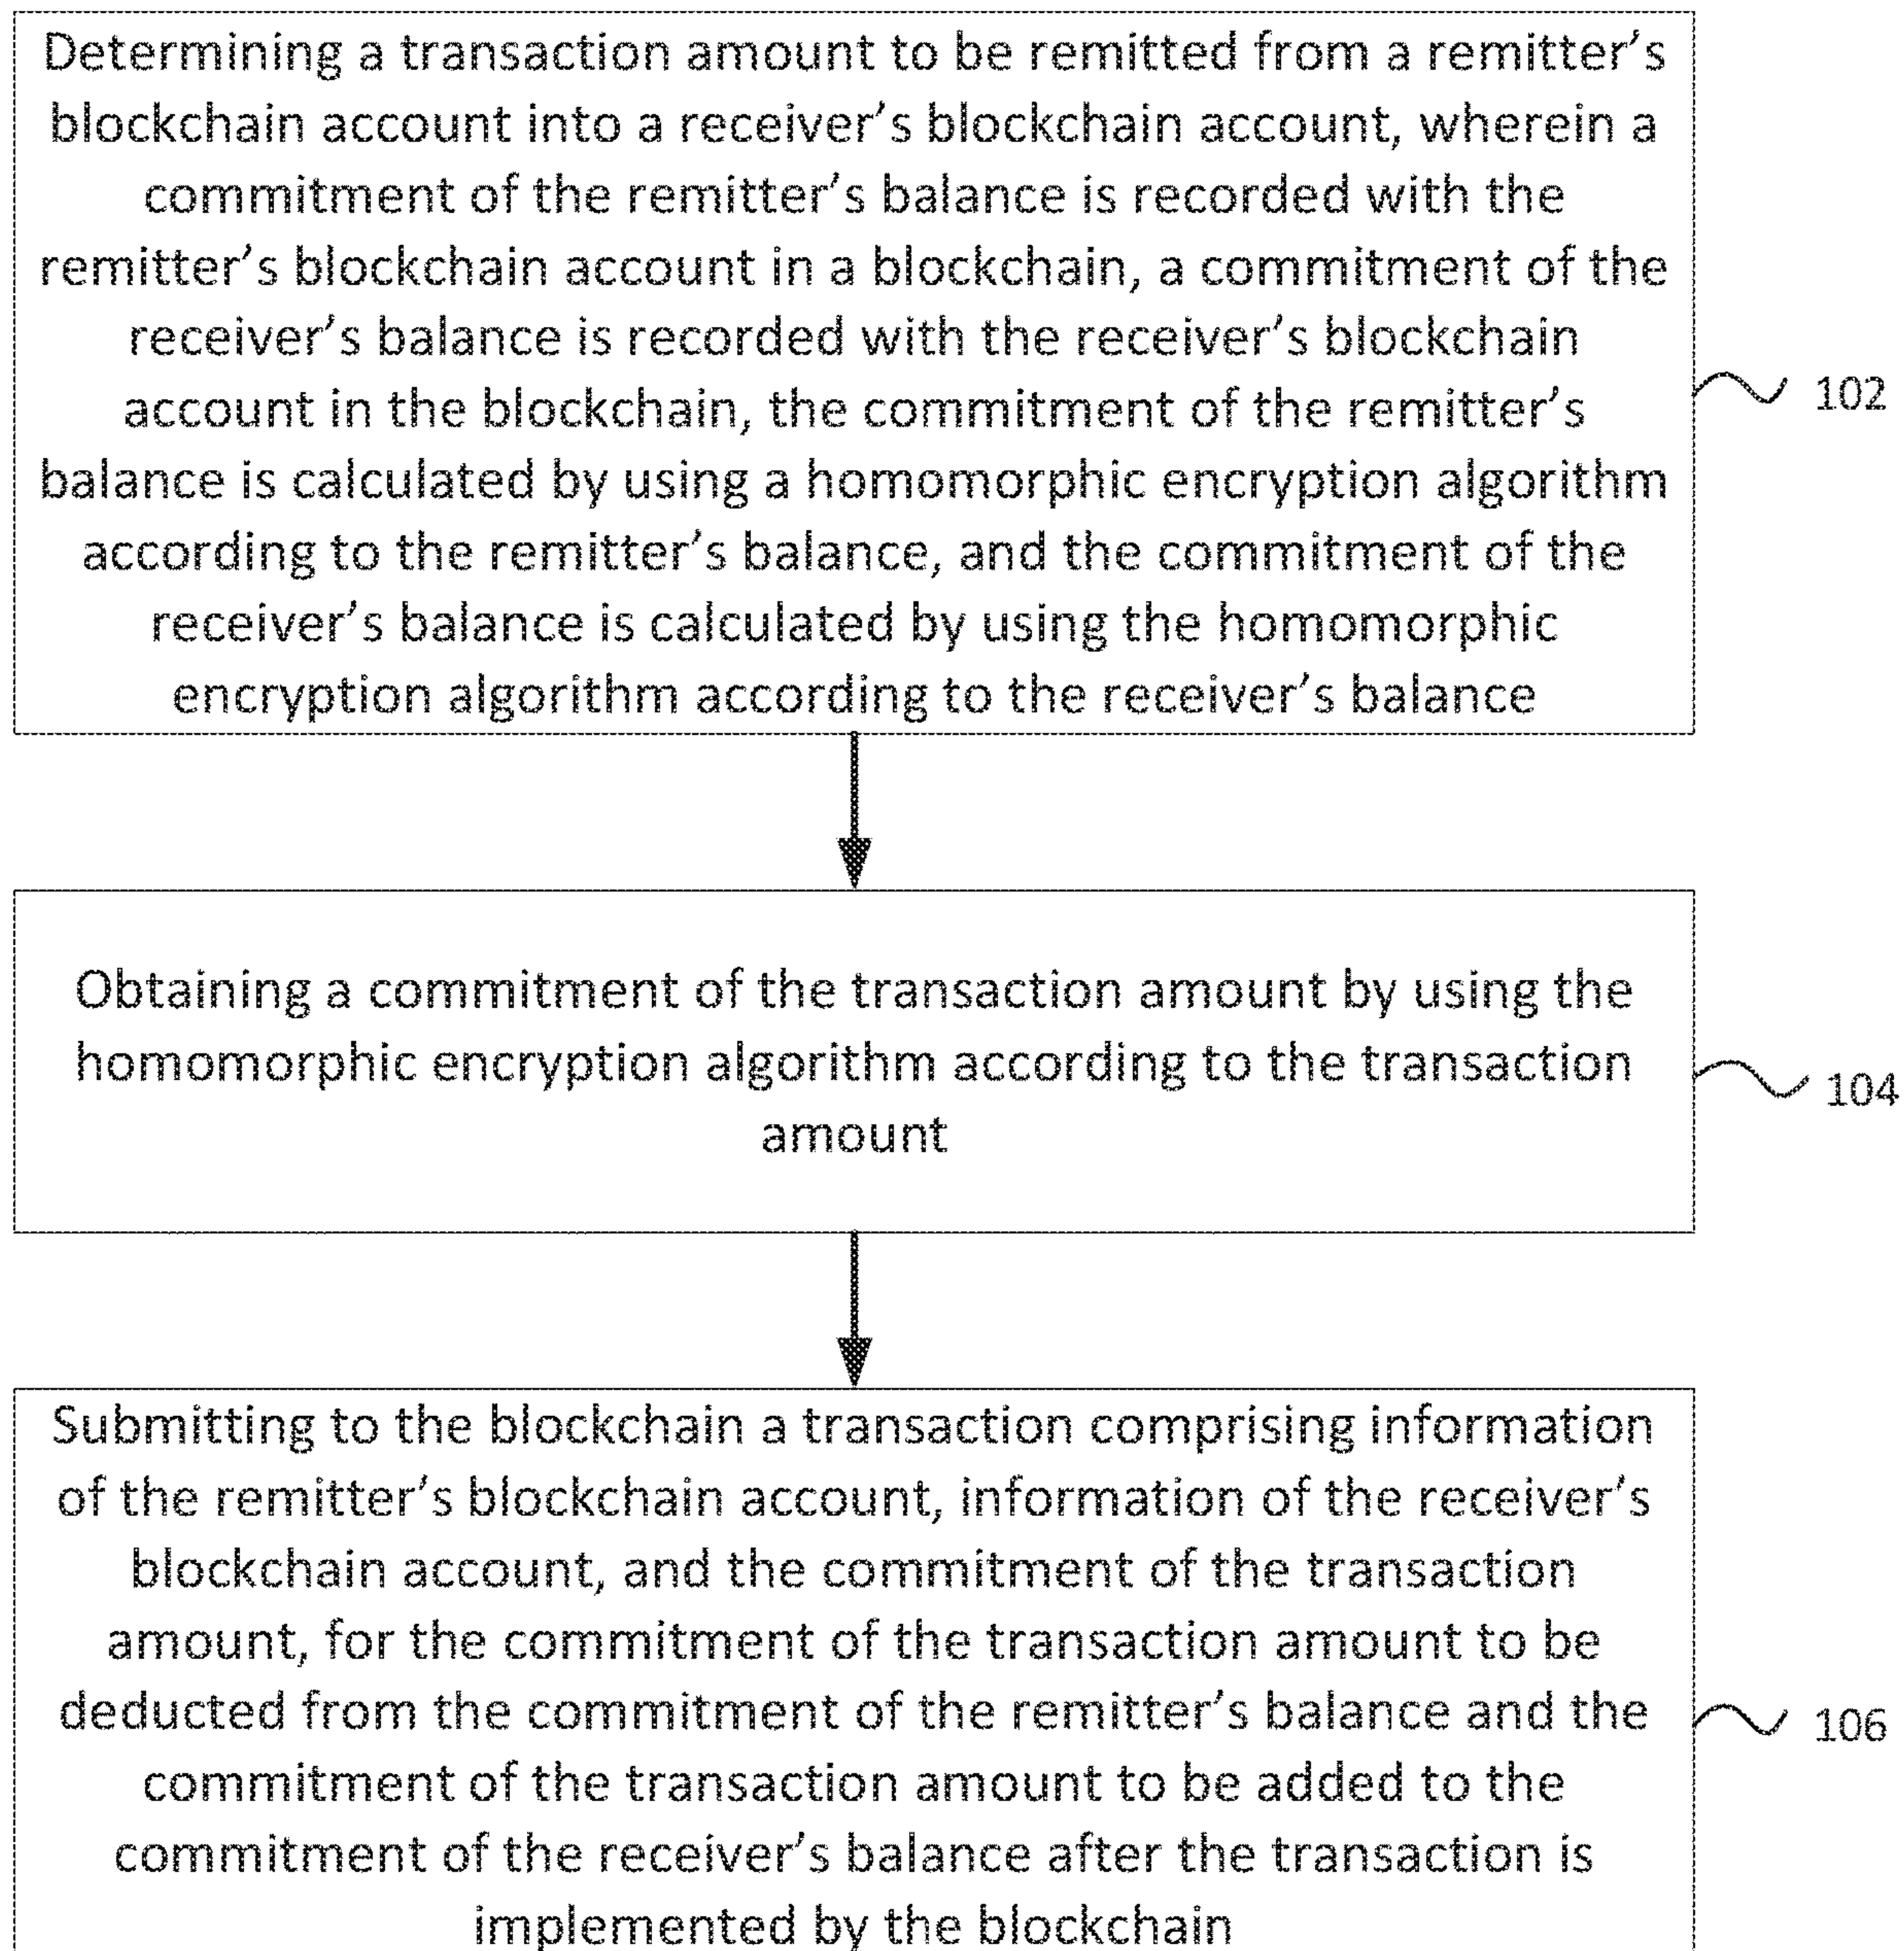 Determining a transaction amount to be remitted from a remitter's
blockchain account into a receiver's blockchain account, wherein a
commitment of the remitter's balance is recorded with the
remitter's blockchain account in a blockchain, a commitment of the
receiver's balance is recorded with the receiver's blockchain
account in the blockchain, the commitment of the remitter's
balance is calculated by using a homomorphic encryption algorithm
according to the remitter's balance, and the commitment of the
receiver's balance is calculated by using the homomorphic
encryption algorithm according to the receiver's balance
102
Obtaining a commitment of the transaction amount by using the
homomorphic encryption algorithm according to the transaction
amount
104
Submitting to the blockchain a transaction comprising information
of the remitter's blockchain account, information of the receiver's
blockchain account, and the commitment of the transaction
amount, for the commitment of the transaction amount to be
deducted from the commitment of the remitter's balance and the
commitment of the transaction amount to be added to the
commitment of the receiver's balance after the transaction is
implemented by the blockchain
106